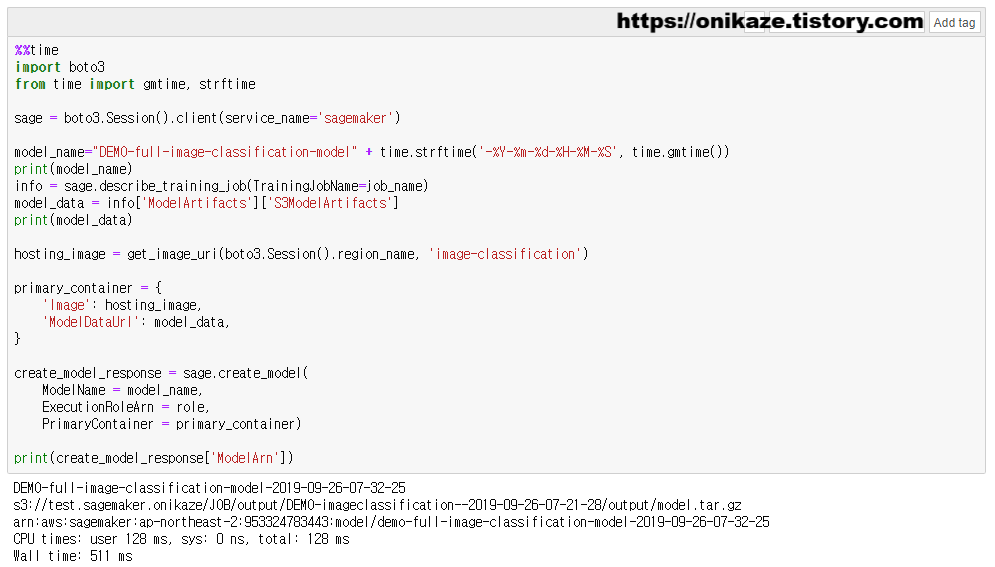 https://onikaze.tistory.com
Add tag
%%time
import boto3
from time import gmtime, strftime

sage = boto3.Session().client(service_name='sagemaker')

model_name="DEMO-full-image-classification-model" + time.strftime('-%Y-%m-%d-%H-%M-%S', time.gmtime())
print(model_name)
info = sage.describe_training_job(TrainingJobName=job_name)
model_data = info['ModelArtifacts']['S3ModelArtifacts']
print(model_data)

hosting_image = get_image_uri(boto3.Session().region_name, 'image-classification')

primary_container = {
    'Image': hosting_image,
    'ModelDataUrl': model_data,
}

create_model_response = sage.create_model(
    ModelName = model_name,
    ExecutionRoleArn = role,
    PrimaryContainer = primary_container)

print(create_model_response['ModelArn'])
DEMO-full-image-classification-model-2019-09-26-07-32-25
s3://test.sagemaker.onikaze/JOB/output/DEMO-imageclassification--2019-09-26-07-21-28/output/model.tar.gz
arn:aws:sagemaker:ap-northeast-2:953324783443:model/demo-full-image-classification-model-2019-09-26-07-32-25
CPU times: user 128 ms, sys: 0 ns, total: 128 ms
Wall time: 511 ms